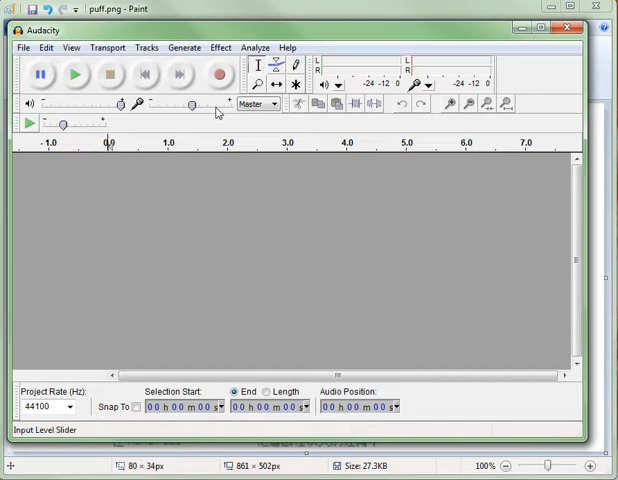 puff.png - Paint
Audacity
File Edit View Transport Tracks Generate Effect Analyze Help
L L
R R
-24 -12 0 -24 -12 0
- + - + Master
- 1.0 0.0 1.0 2.0 3.0 4.0 5.0 6.0 7.0
Project Rate (Hz): Selection Start: End Length Audio Position:
44100 Snap To 00 h 00 m 00 s 00 h 00 m 00 s 00 h 00 m 00 s
Input Level Slider
80 × 34px 861 × 502px Size: 27.3KB 100%